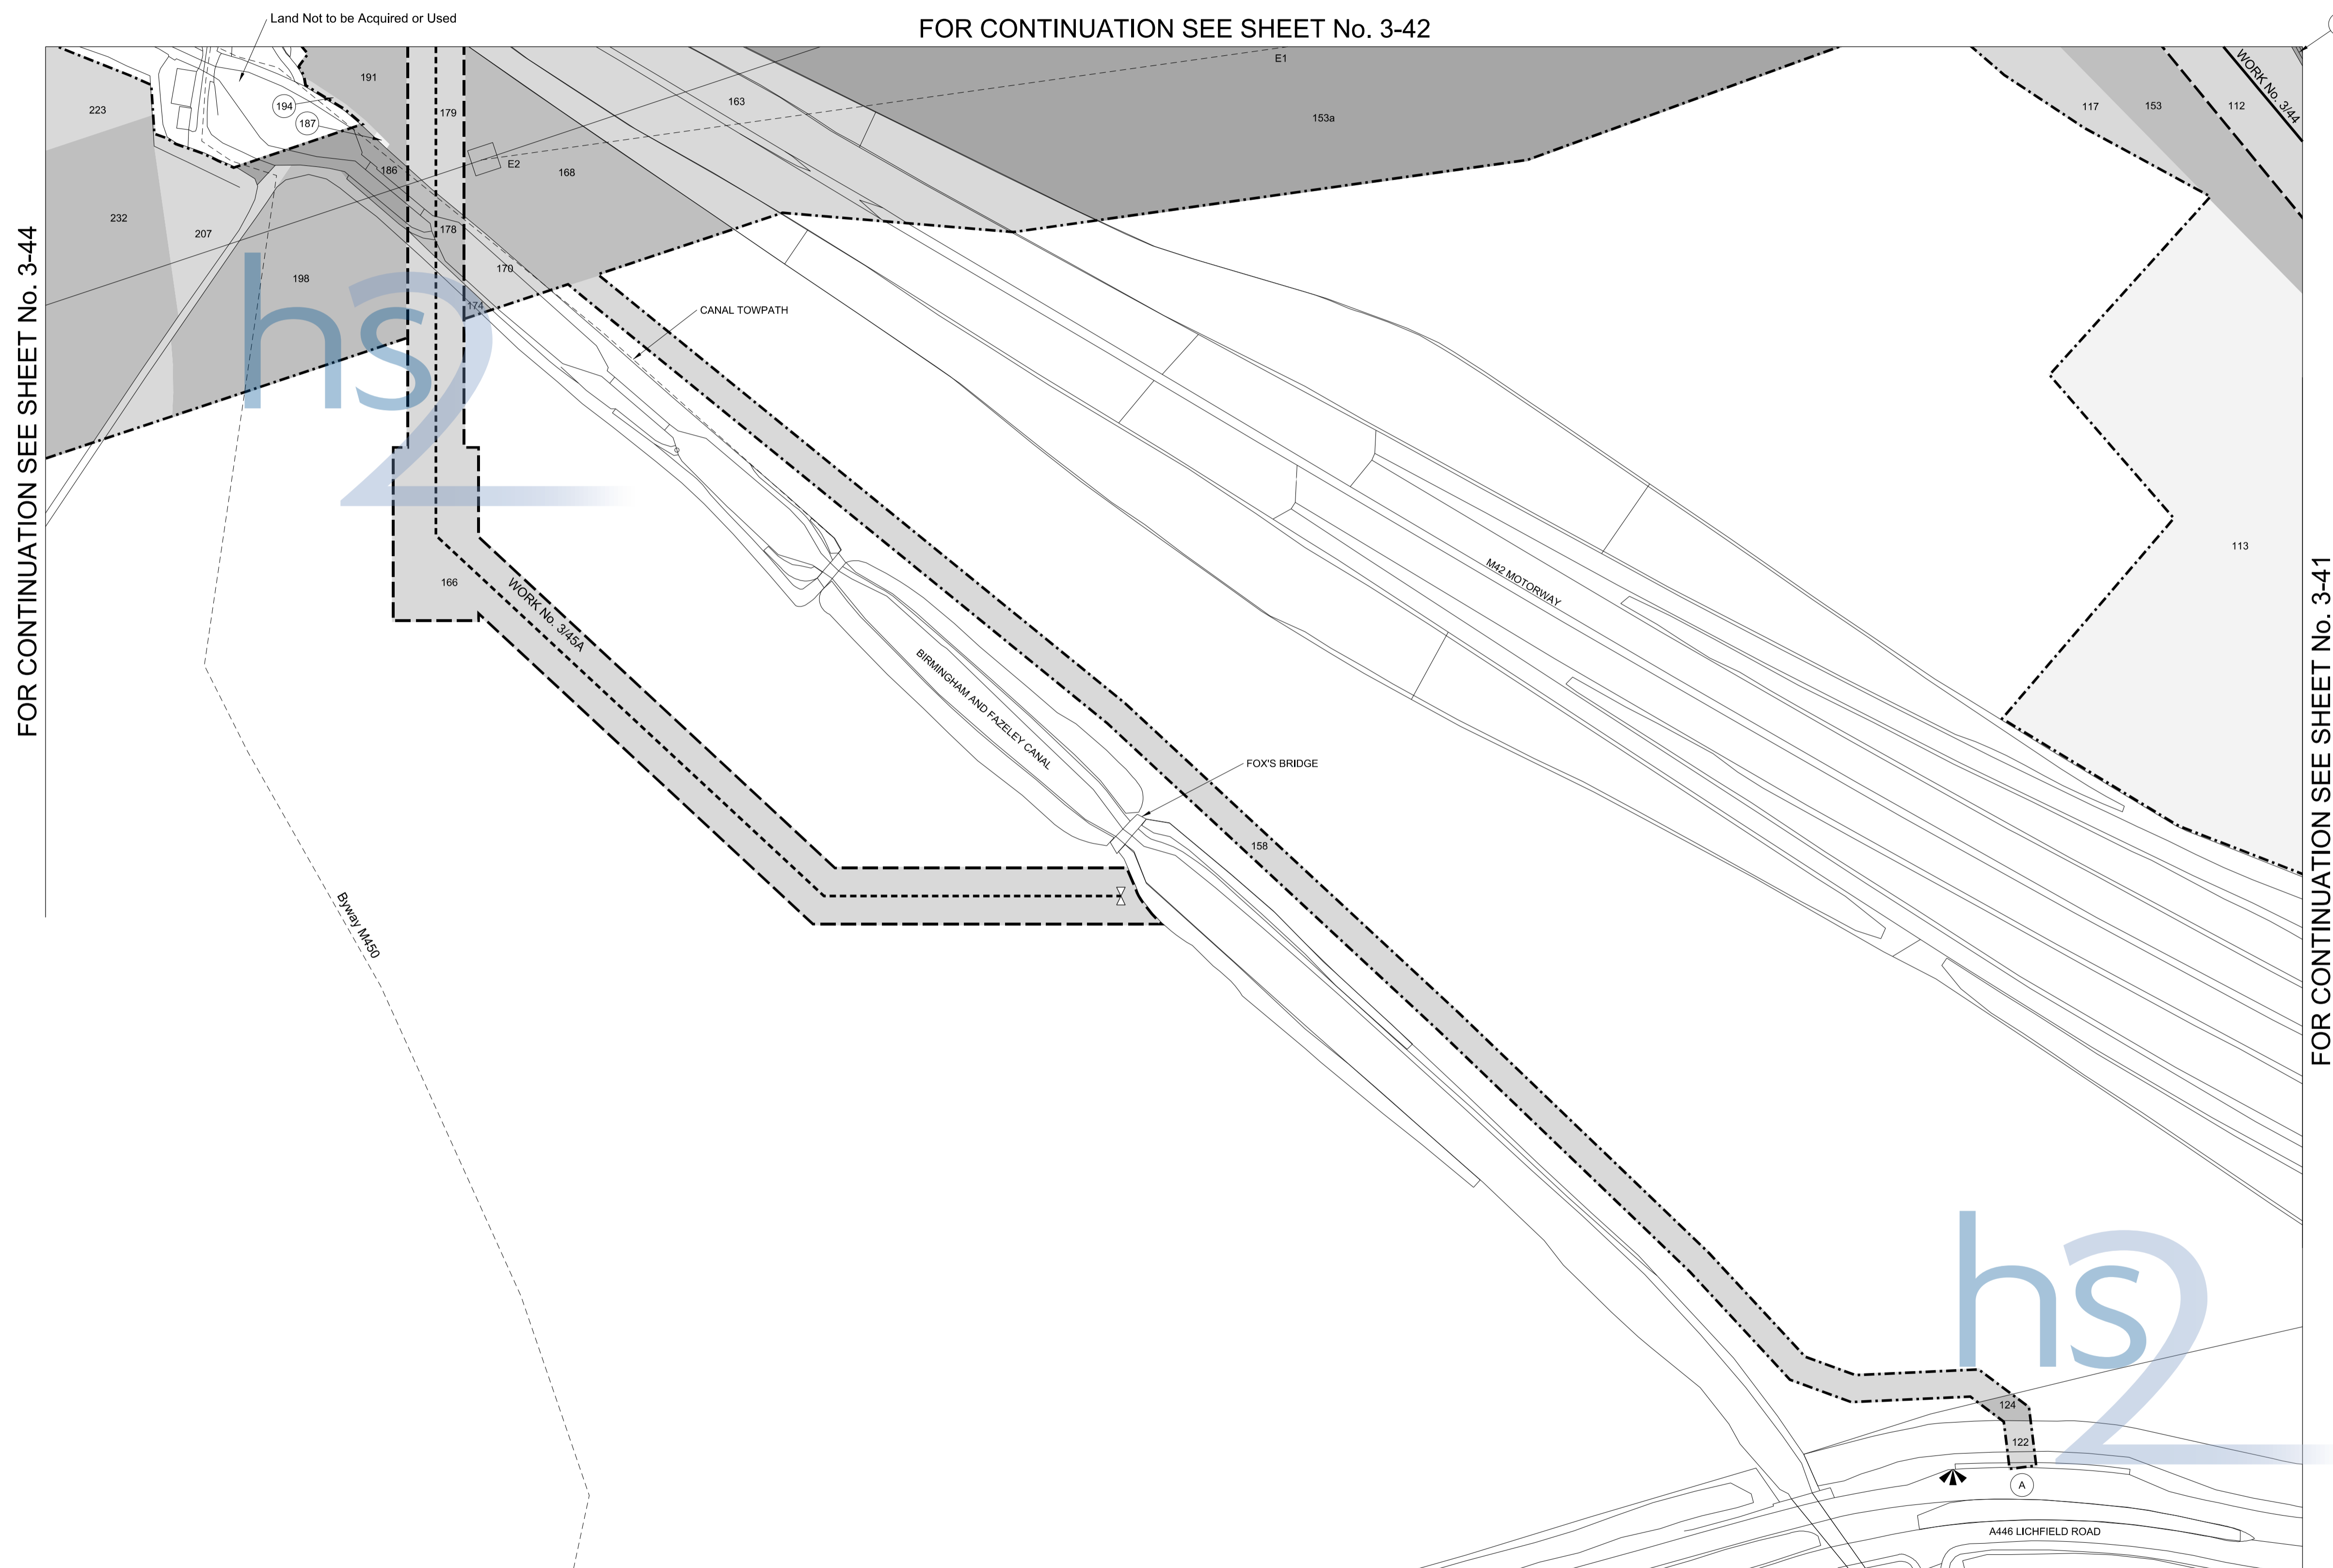 Land Not to be Acquired or Used
FOR CONTINUATION SEE SHEET No. 3-42
E1
191
163
223
194
179
117
153
112
WORK No. 3/44
153a
187
E2
186
168
232
207
178
198
170
174
FOR CONTINUATION SEE SHEET No. 3-44
hs2
CANAL TOWPATH
113
M42 MOTORWAY
166
WORK No. 3/45A
BIRMINGHAM AND FAZELEY CANAL
FOX'S BRIDGE
FOR CONTINUATION SEE SHEET No. 3-41
158
Byway M450
hs2
124
122
A
A446 LICHFIELD ROAD